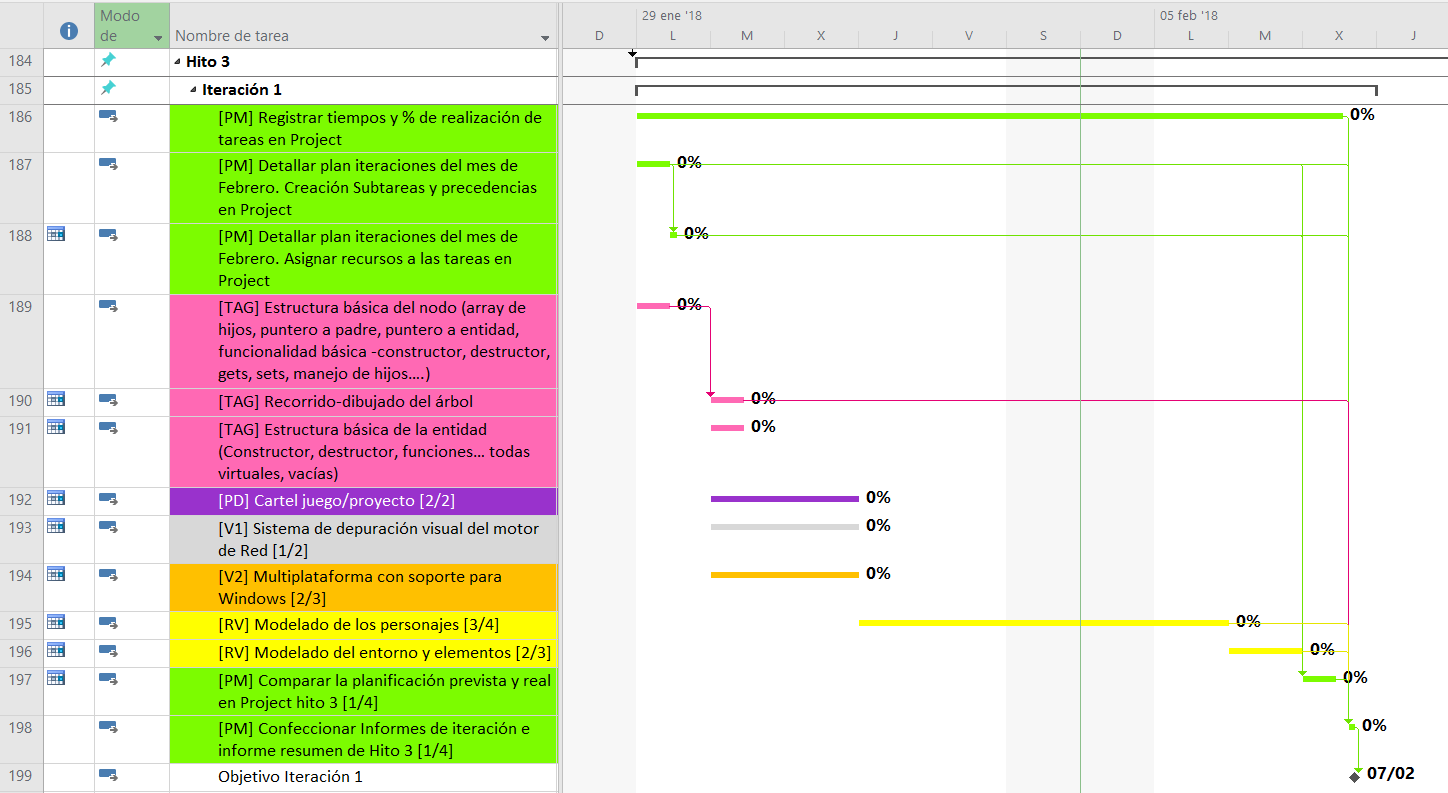 Modo
de
Nombre de tarea
29 ene '18
05 feb '18
D L M X J V S D L M X J
184 Hito 3
185 Iteración 1
186 [PM] Registrar tiempos y % de realización de
tareas en Project
0%
187 [PM] Detallar plan iteraciones del mes de
Febrero. Creación Subtareas y precedencias
en Project
0%
188 [PM] Detallar plan iteraciones del mes de
Febrero. Asignar recursos a las tareas en
Project
0%
189 [TAG] Estructura básica del nodo (array de
hijos, puntero a padre, puntero a entidad,
funcionalidad básica -constructor, destructor,
gets, sets, manejo de hijos….)
0%
190 [TAG] Recorrido-dibujado del árbol
0%
191 [TAG] Estructura básica de la entidad
(Constructor, destructor, funciones… todas
virtuales, vacías)
0%
192 [PD] Cartel juego/proyecto [2/2]
0%
193 [V1] Sistema de depuración visual del motor
de Red [1/2]
0%
194 [V2] Multiplataforma con soporte para
Windows [2/3]
0%
195 [RV] Modelado de los personajes [3/4]
0%
196 [RV] Modelado del entorno y elementos [2/3]
0%
197 [PM] Comparar la planificación prevista y real
en Project hito 3 [1/4]
0%
198 [PM] Confeccionar Informes de iteración e
informe resumen de Hito 3 [1/4]
0%
199 Objetivo Iteración 1
07/02